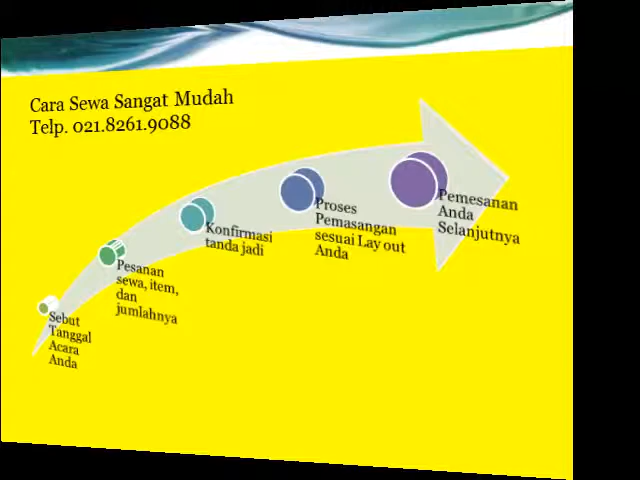 Cara Sewa Sangat Mudah
Telp. 021.8261.9088
Sebut
Tanggal
Acara
Anda
Pesanan
sewa, item,
dan
jumlahnya
Konfirmasi
tanda jadi
Proses
Pemasangan
sesuai Lay out
Anda
Pemesanan
Anda
Selanjutnya